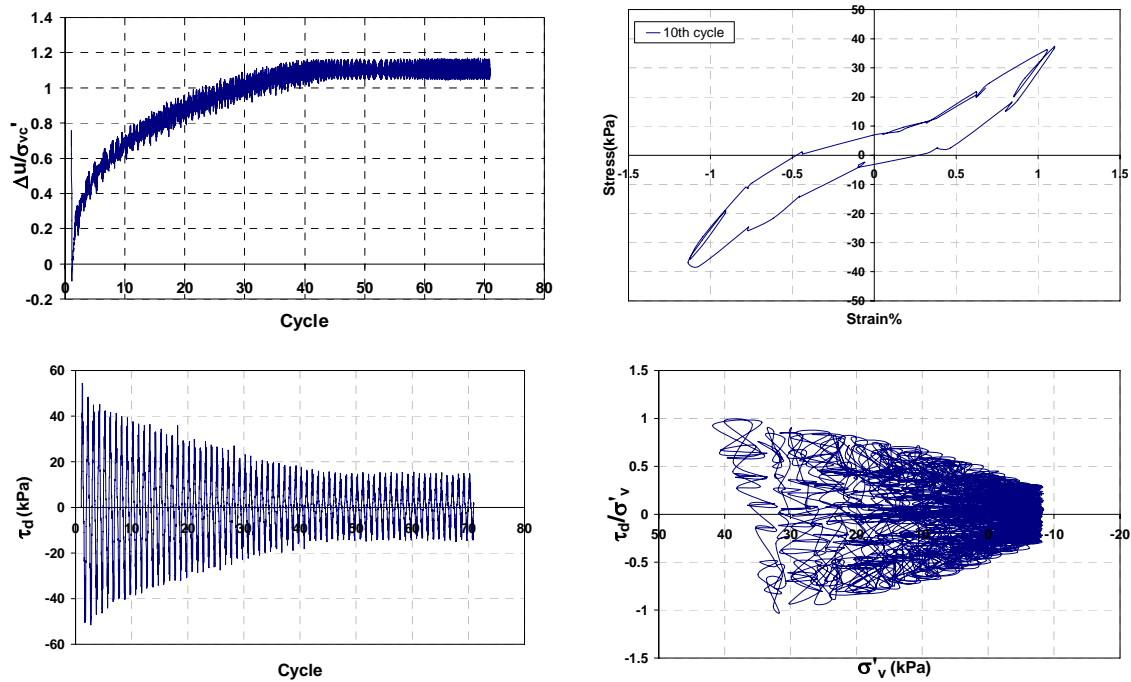 1.4
1.2
1
0.8
0.6
0.4
0.2
0
-0.2
0 10 20 30 40 50 60 70 80
Δu/σvc'
Cycle
50
40
30
20
10
0
-10
-20
-30
-40
-50
-1.5 -1 -0.5 0 0.5 1 1.5
10th cycle
Stress(kPa)
Strain%
60
40
20
0
-20
-40
-60
0 10 20 30 40 50 60 70 80
τd (kPa)
Cycle
1.5
1
0.5
0
-0.5
-1
-1.5
50 40 30 20 10 0 -10 -20
τd/σ'v
σ'v (kPa)